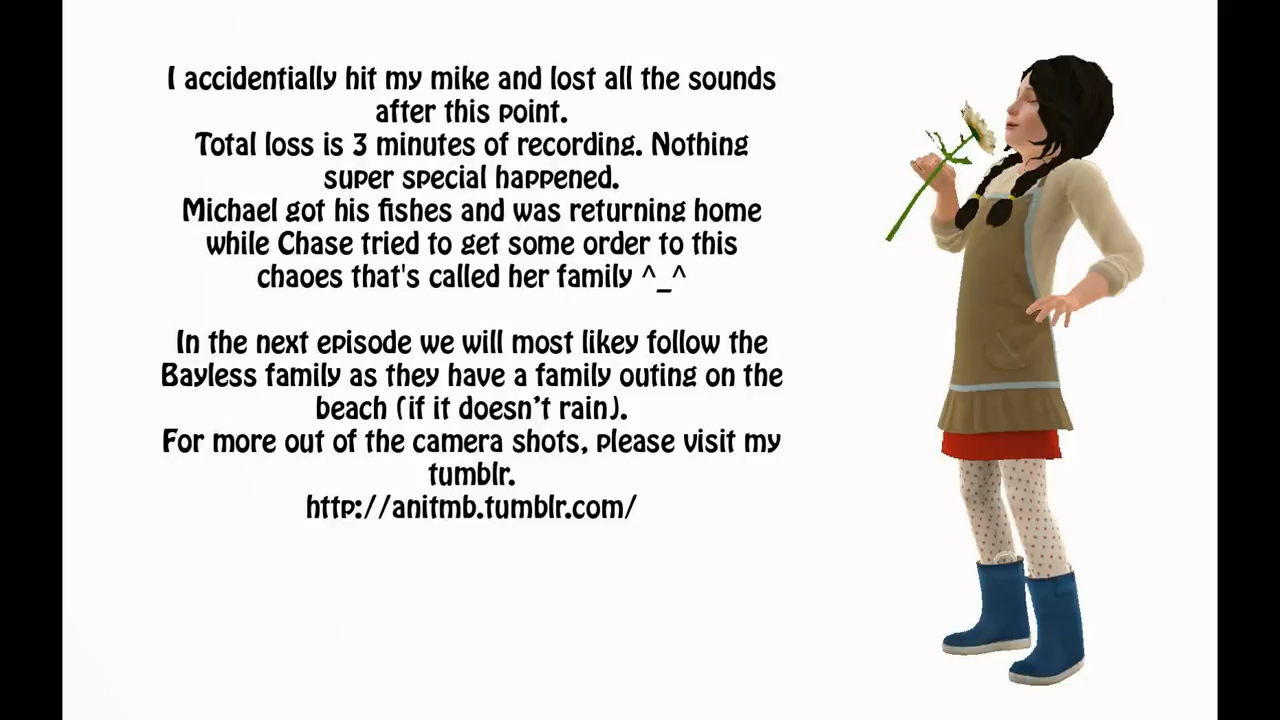 I accidentially hit my mike and lost all the sounds
after this point.
Total loss is 3 minutes of recording. Nothing
super special happened.
Michael got his fishes and was returning home
while Chase tried to get some order to this
chaoes that's called her family ^_^
In the next episode we will most likey follow the
Bayless family as they have a family outing on the
beach (if it doesn't rain).
For more out of the camera shots, please visit my
tumblr.
http://anitmb.tumblr.com/